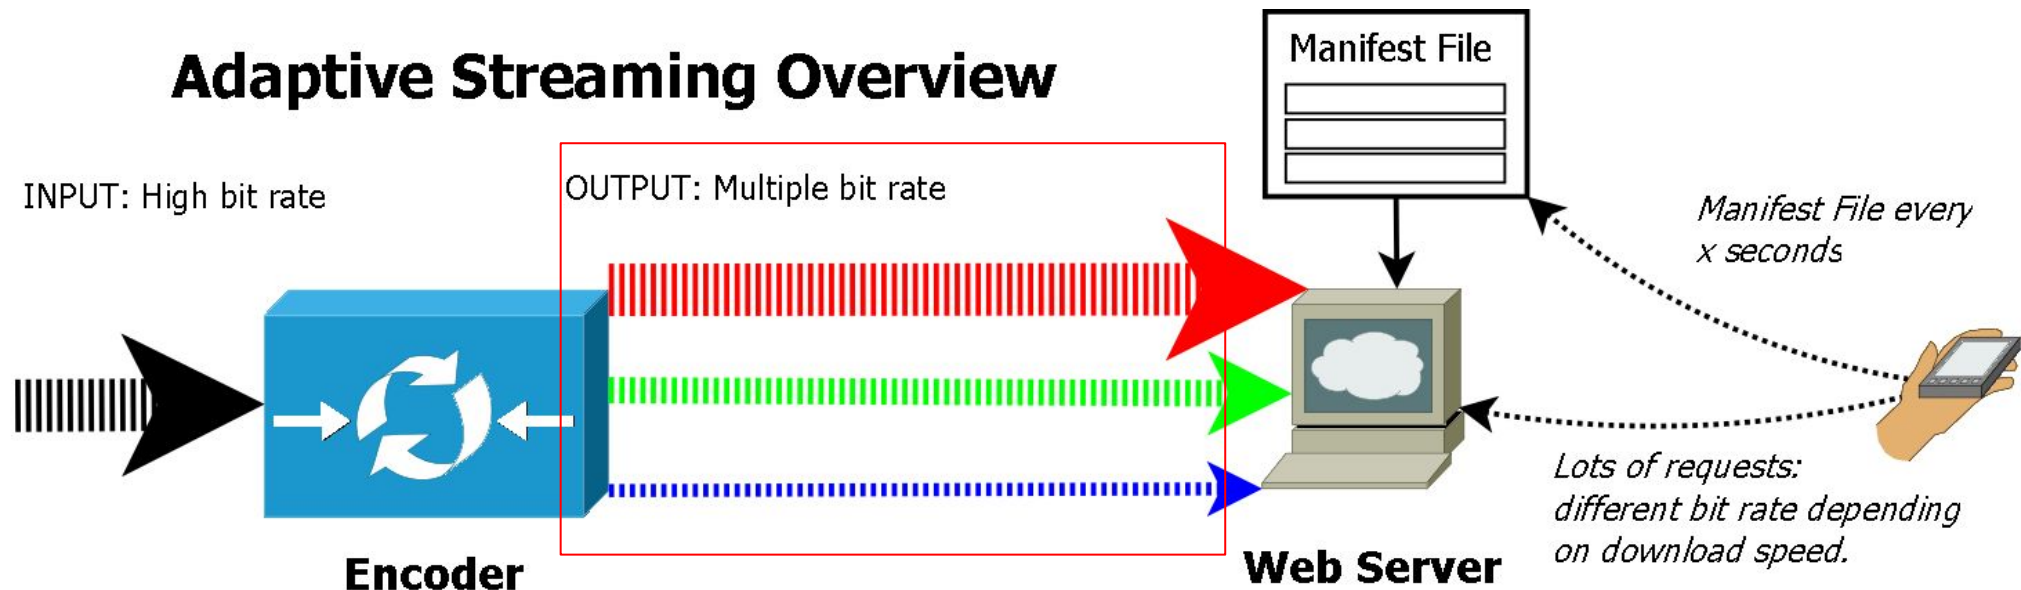 Adaptive Streaming Overview
Manifest File
INPUT: High bit rate
OUTPUT: Multiple bit rate
Manifest File every
x seconds
Lots of requests:
different bit rate depending
on download speed.
Encoder
Web Server